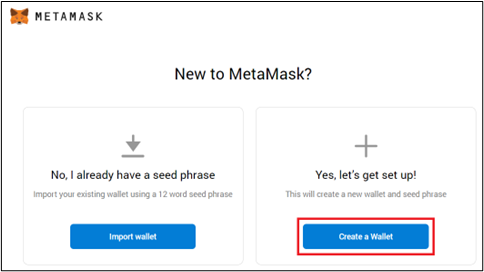 METAMASK
New to MetaMask?
No, I already have a seed phrase
Import your existing wallet using a 12 word seed phrase
Import wallet
Yes, let's get set up!
This will create a new wallet and seed phrase
Create a Wallet